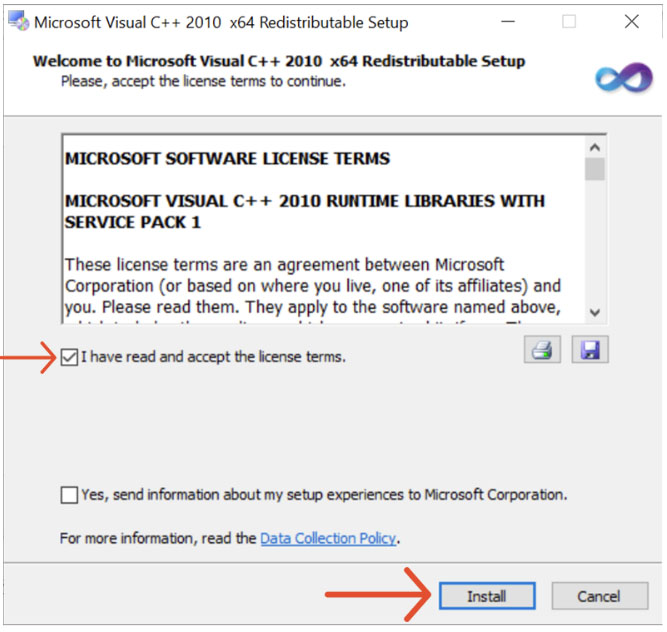 Microsoft Visual C++ 2010 x64 Redistributable Setup
Welcome to Microsoft Visual C++ 2010 x64 Redistributable Setup
Please, accept the license terms to continue.
MICROSOFT SOFTWARE LICENSE TERMS
MICROSOFT VISUAL C++ 2010 RUNTIME LIBRARIES WITH
SERVICE PACK 1
These license terms are an agreement between Microsoft
Corporation (or based on where you live, one of its affiliates) and
you. Please read them. They apply to the software named above,
I have read and accept the license terms.
Yes, send information about my setup experiences to Microsoft Corporation.
For more information, read the Data Collection Policy.
Install
Cancel